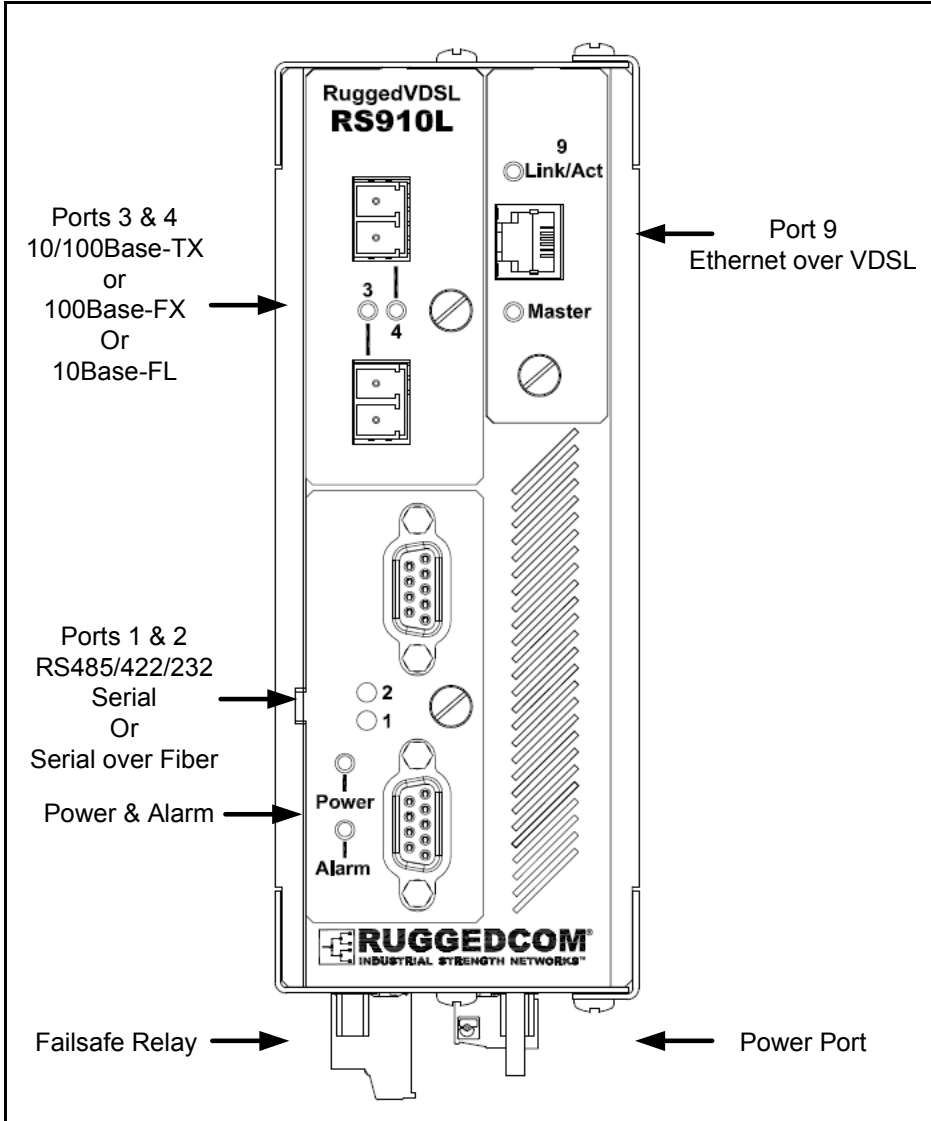 RuggedVDSL
RS910L
9
Link/Act
Master
3
4
Ports 3 & 4
10/100Base-TX
or
100Base-FX
Or
10Base-FL
Port 9
Ethernet over VDSL
Ports 1 & 2
RS485/422/232
Serial
Or
Serial over Fiber
2
1
Power
Alarm
Power & Alarm
RUGGEDCOM®
INDUSTRIAL STRENGTH NETWORKS™
Failsafe Relay
Power Port